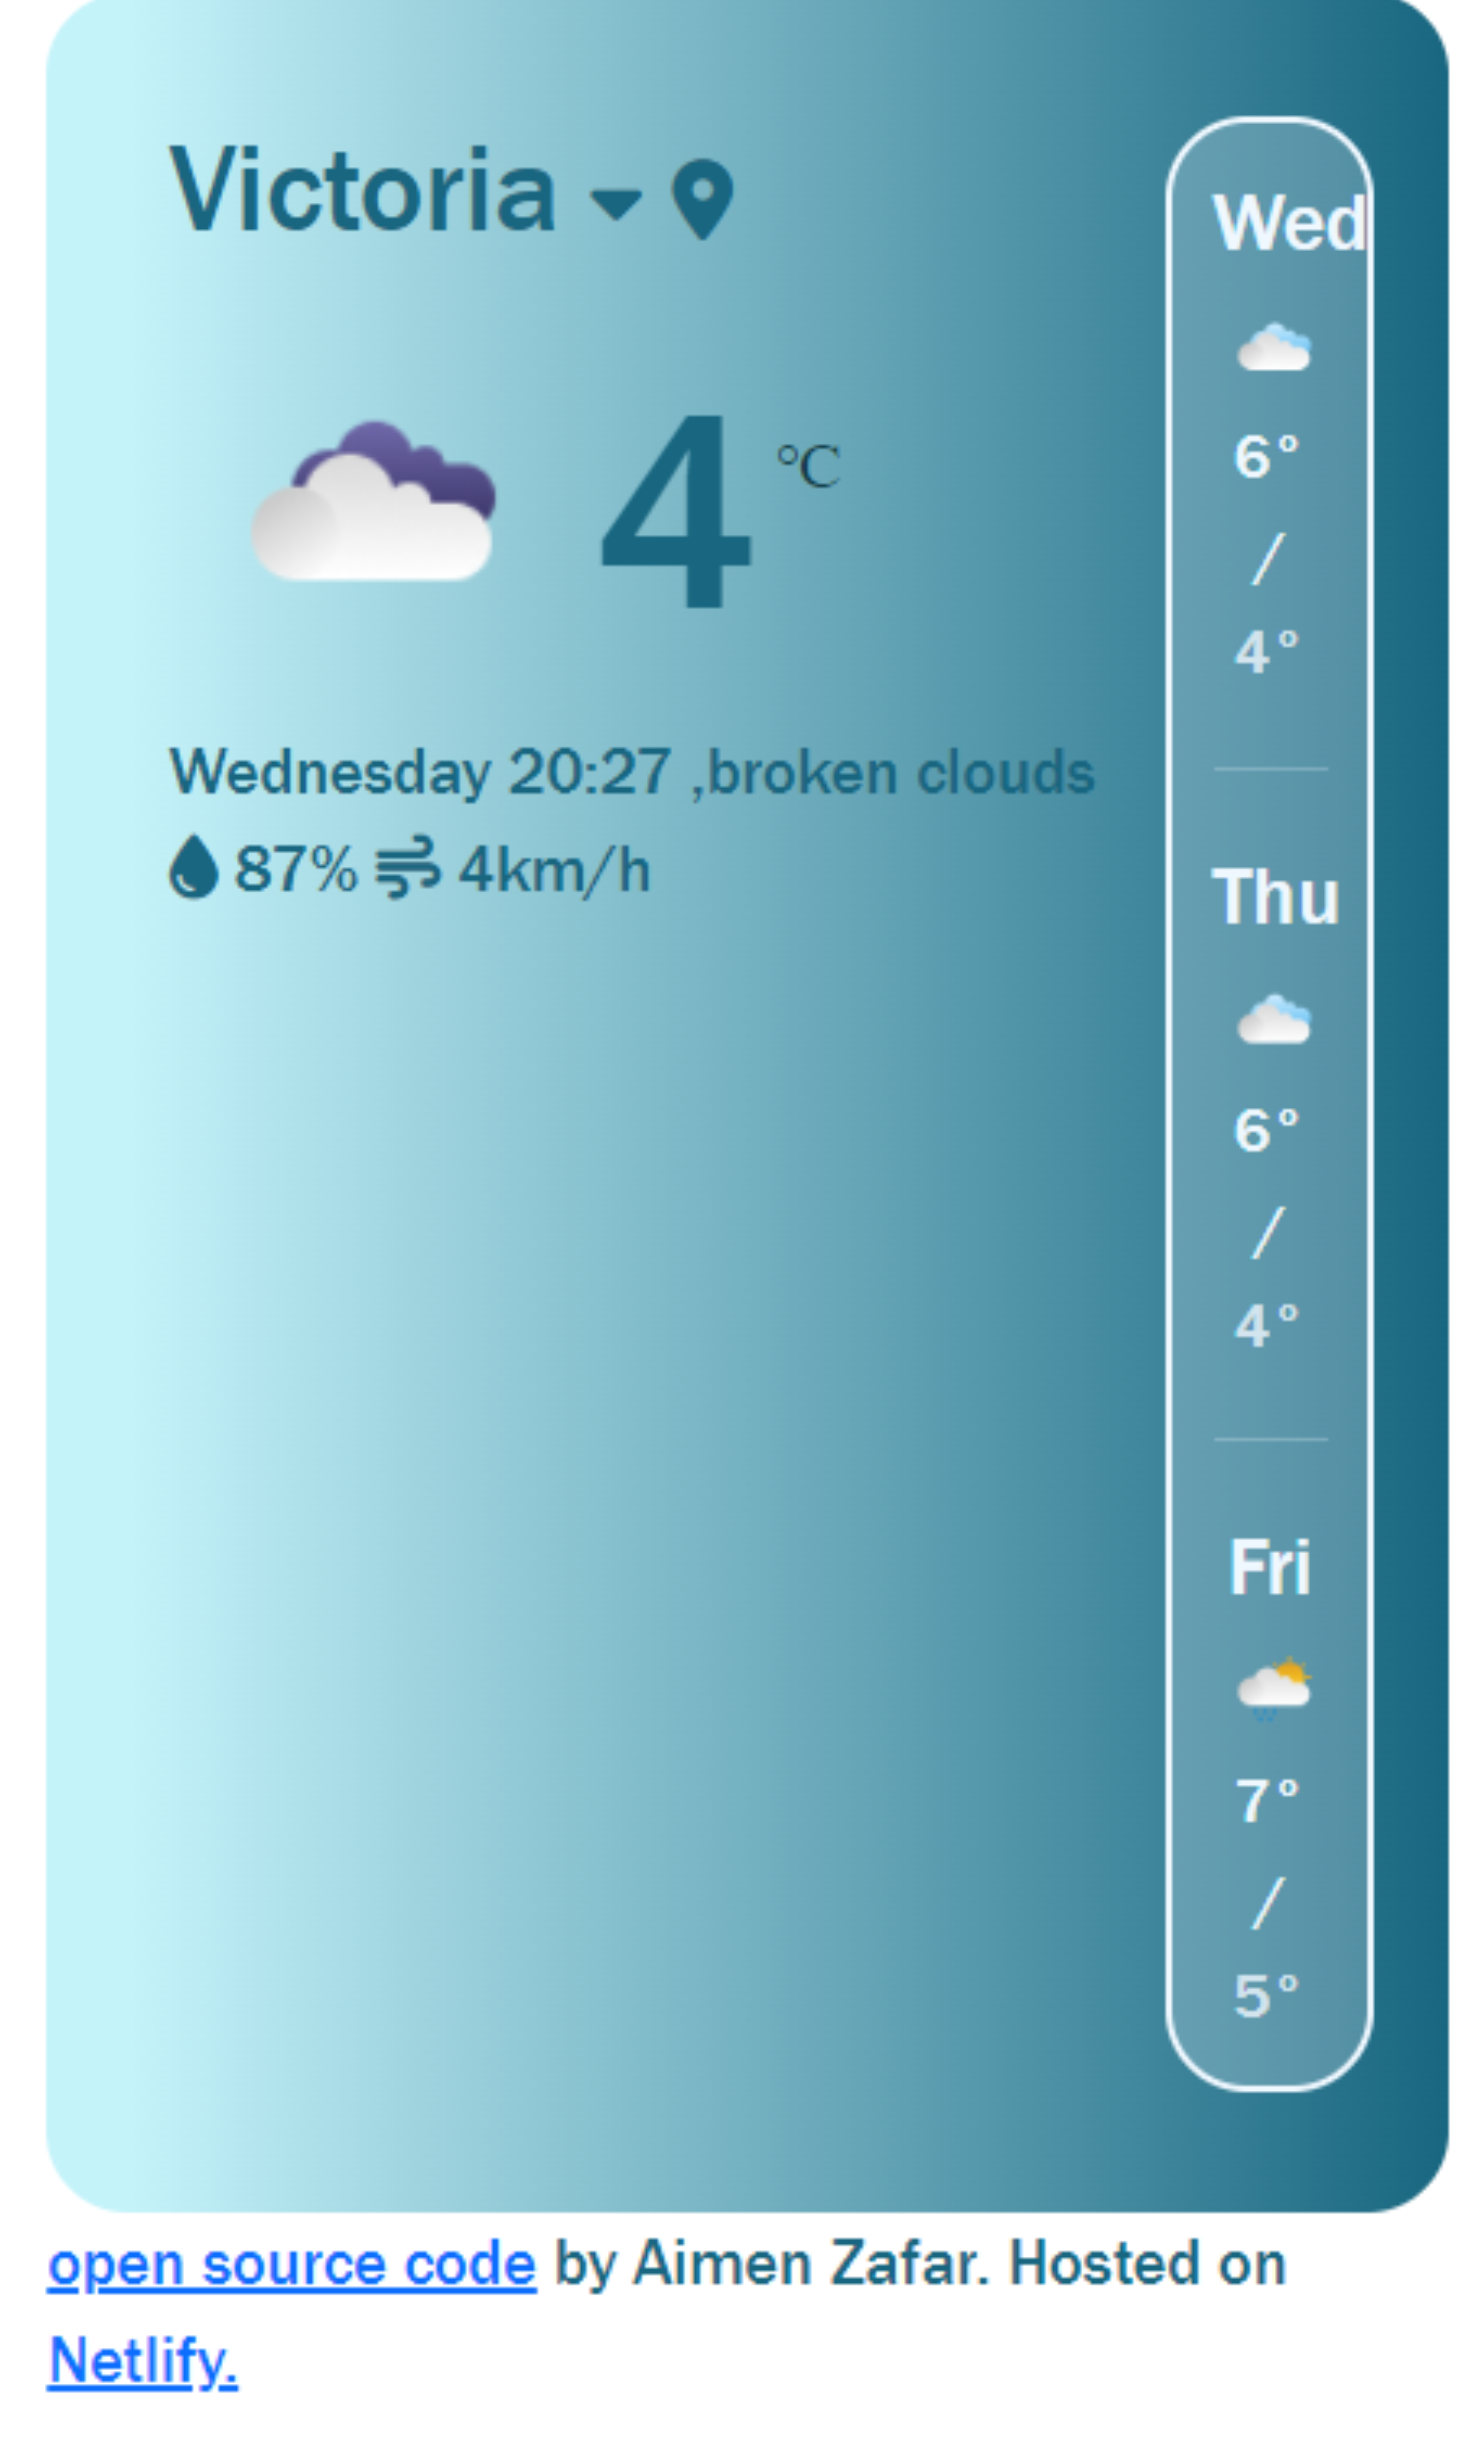 Victoria
4 °C
Wednesday 20:27 ,broken clouds
87% 4km/h
Wed
6°
/
4°
Thu
6°
/
4°
Fri
7°
/
5°
open source code by Aimen Zafar. Hosted on
Netlify.